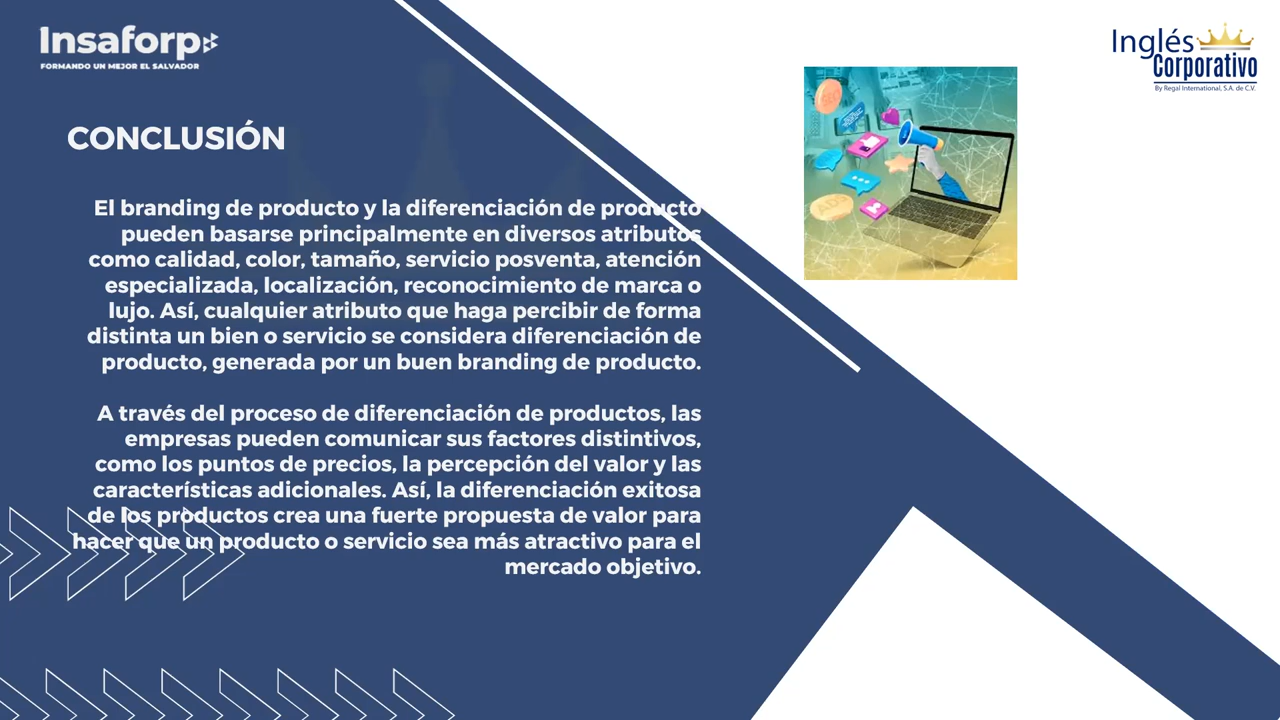 Insaforp
FORMANDO UN MEJOR EL SALVADOR
Inglés
Corporativo
By Regal International, S.A. de C.V.
CONCLUSIÓN
El branding de producto y la diferenciación de producto
pueden basarse principalmente en diversos atributos
como calidad, color, tamaño, servicio posventa, atención
especializada, localización, reconocimiento de marca o
lujo. Así, cualquier atributo que haga percibir de forma
distinta un bien o servicio se considera diferenciación de
producto, generada por un buen branding de producto.
A través del proceso de diferenciación de productos, las
empresas pueden comunicar sus factores distintivos,
como los puntos de precios, la percepción del valor y las
características adicionales. Así, la diferenciación exitosa
de los productos crea una fuerte propuesta de valor para
hacer que un producto o servicio sea más atractivo para el
mercado objetivo.
ADS